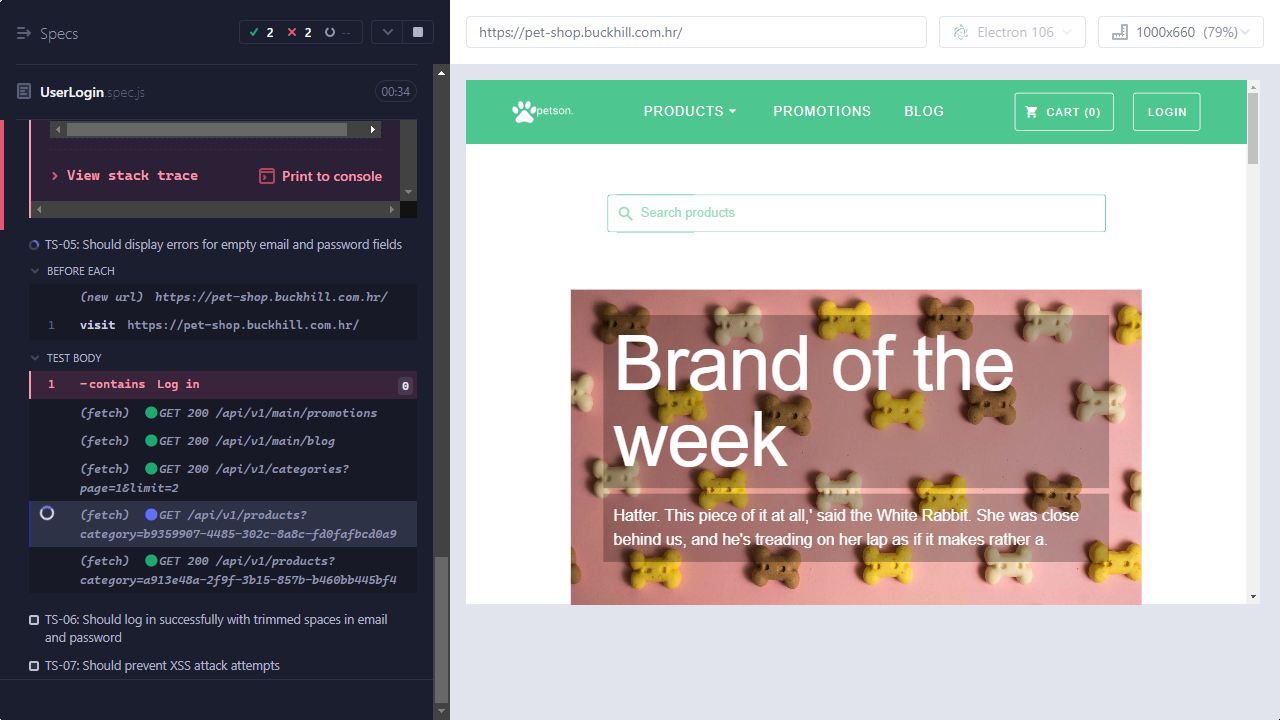 Specs
2
2
--
https://pet-shop.buckhill.com.hr/
Electron 106
1000x660 (79%)
UserLogin.spec.js
00:34
View stack trace
Print to console
TS-05: Should display errors for empty email and password fields
BEFORE EACH
(new url) https://pet-shop.buckhill.com.hr/
1 visit https://pet-shop.buckhill.com.hr/
TEST BODY
1 -contains Log in 0
(fetch) GET 200 /api/v1/main/promotions
(fetch) GET 200 /api/v1/main/blog
(fetch) GET 200 /api/v1/categories?
page=1&limit=2
(fetch) GET /api/v1/products?
category=b9359907-4485-302c-8a8c-fd0fafbcd0a9
(fetch) GET /api/v1/products?
category=a913e48a-2f9f-3b15-857b-b460bb445bf4
TS-06: Should log in successfully with trimmed spaces in email
and password
TS-07: Should prevent XSS attack attempts
petson.
PRODUCTS
PROMOTIONS
BLOG
CART (0)
LOGIN
Search products
Brand of the
week
Hatter. This piece of it at all,' said the White Rabbit. She was close
behind us, and he's treading on her lap as if it makes rather a.